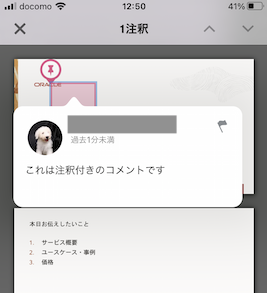 docomo 12:50 41%
1注釈
ORACLE
過去1分未満
これは注釈付きのコメントです
本日お伝えしたいこと
1. サービス概要
2. ユースケース・事例
3. 価格